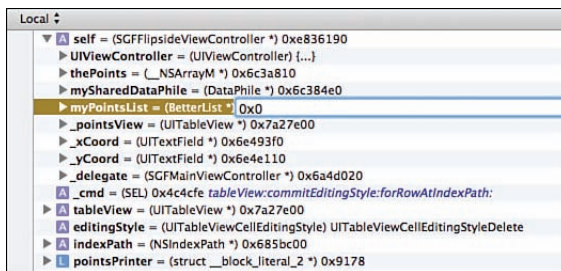 Local
A self = (SGFFlipsideViewController *) 0xe836190
UIViewController = (UIViewController) {...}
thePoints = (__NSArrayM *) 0x6c3a810
mySharedDataPhile = (DataPhile *) 0x6c384e0
myPointsList = (BetterList *) 0x0
_pointsView = (UITableView *) 0x7a27e00
_xCoord = (UITextField *) 0x6e493f0
_yCoord = (UITextField *) 0x6e4e110
_delegate = (SGFMainViewController *) 0x6a4d020
A _cmd = (SEL) 0x4c4cfe tableView:commitEditingStyle:forRowAtIndexPath:
A tableView = (UITableView *) 0x7a27e00
A editingStyle = (UITableViewCellEditingStyle) UITableViewCellEditingStyleDelete
A indexPath = (NSIndexPath *) 0x685bc00
L pointsPrinter = (struct __block_literal_2 *) 0x9178